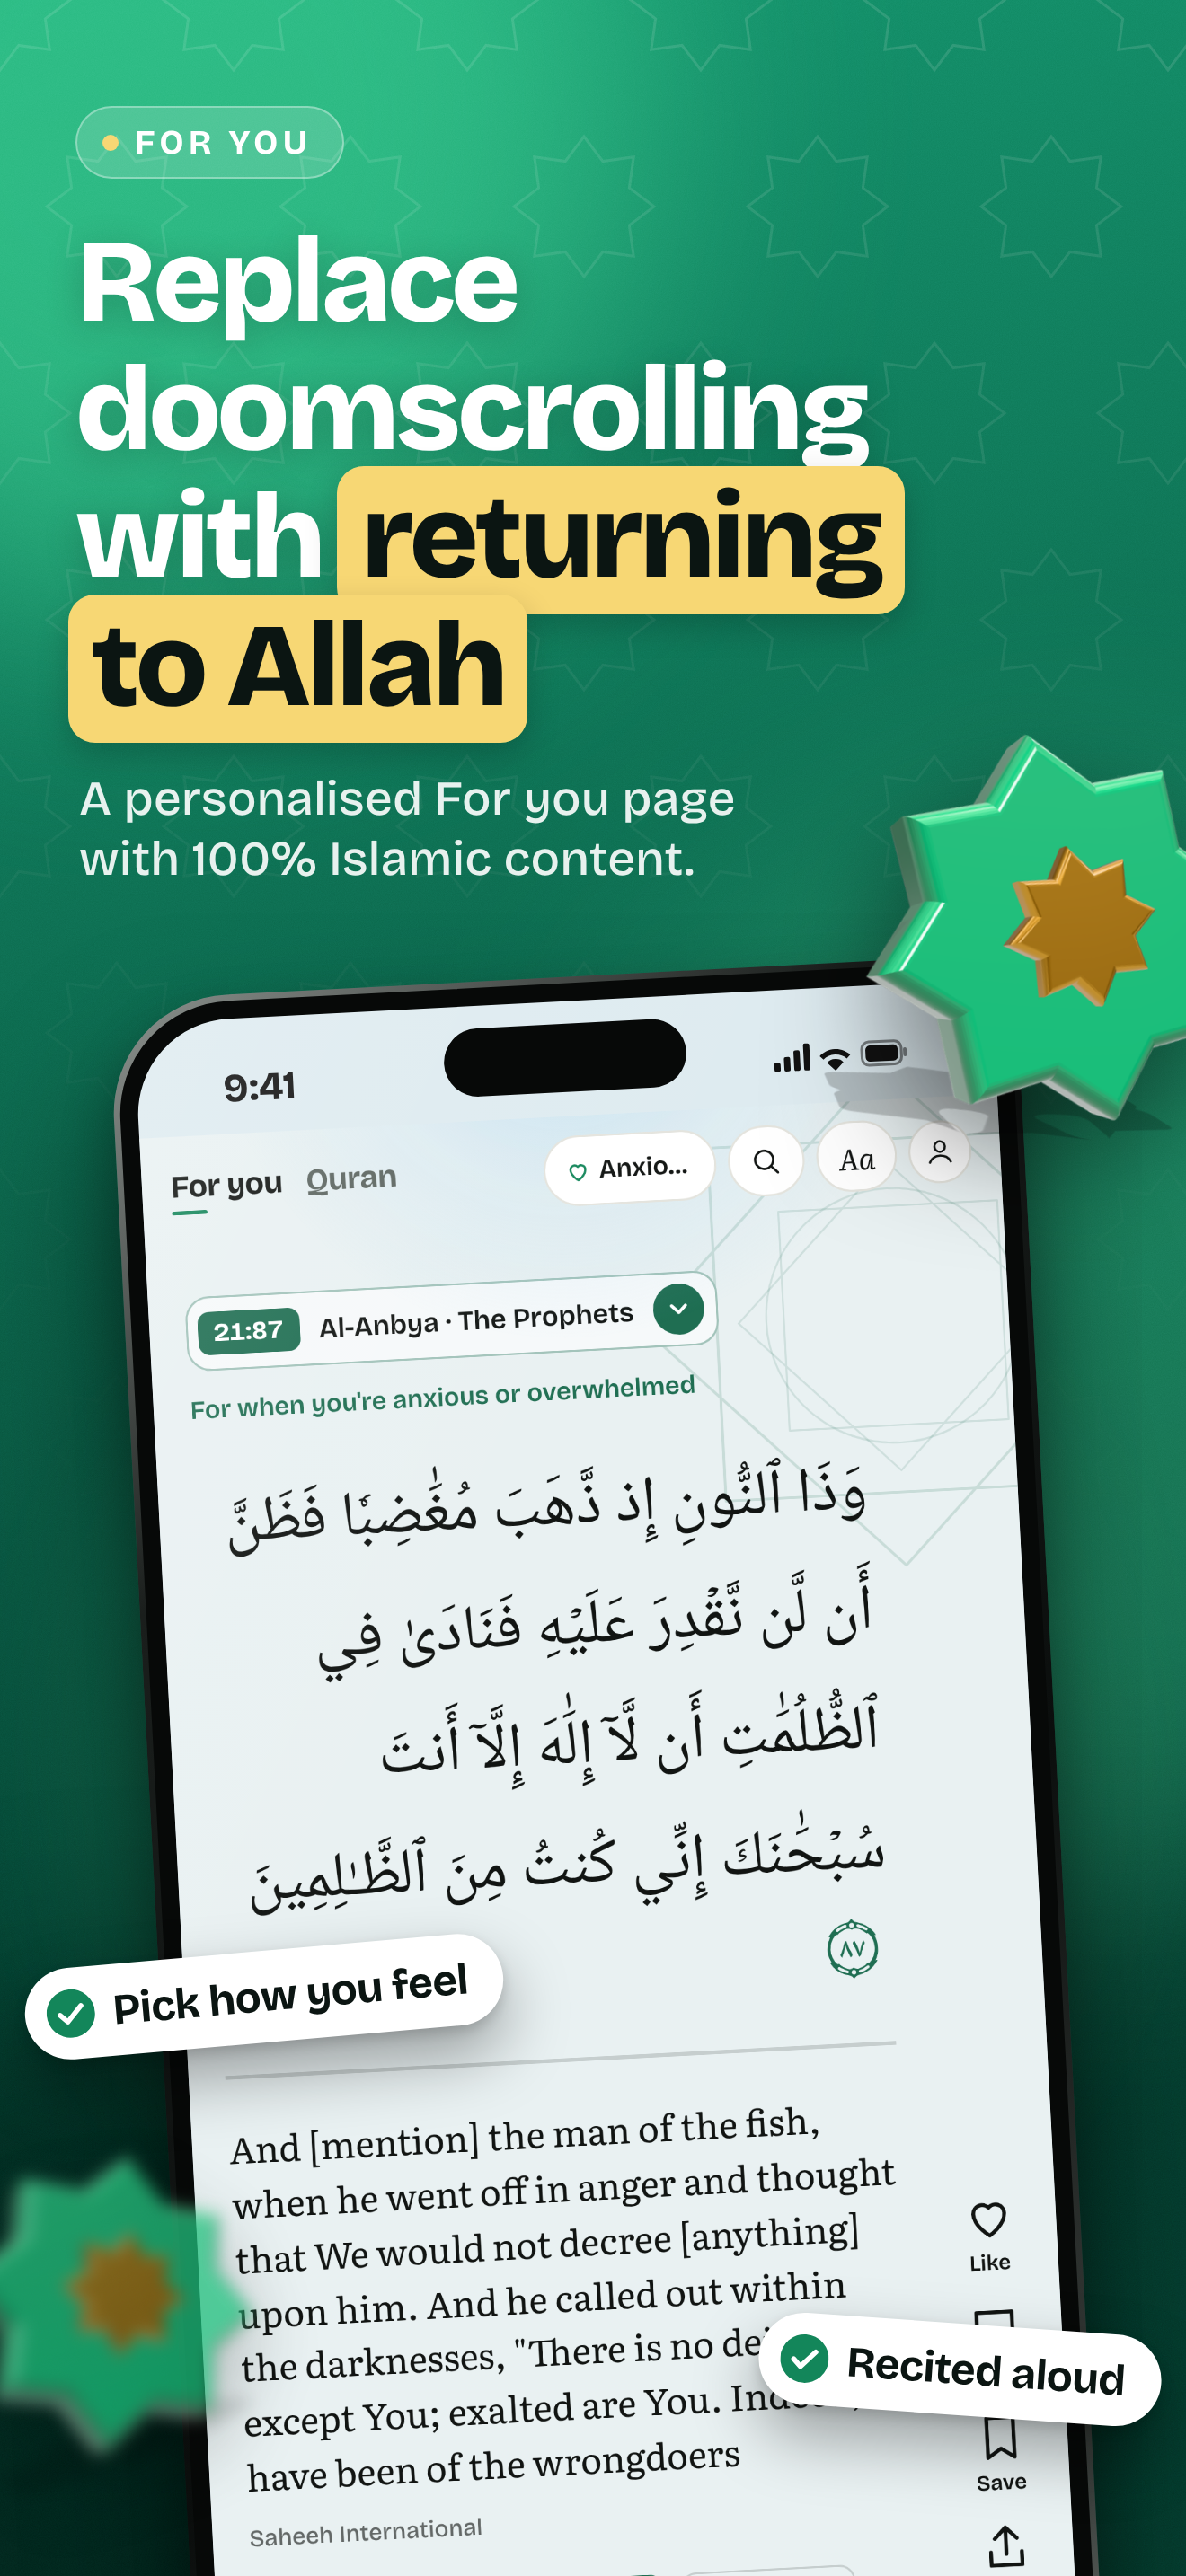 FOR YOU
Replace
doomscrolling
with returning
to Allah
A personalised For you page
with 100% Islamic content.
9:41
For you Quran Anxio... Aa
21:87 Al-Anbya · The Prophets
For when you're anxious or overwhelmed
وَذَا ٱلنُّونِ إِذ ذَّهَبَ مُغَٰضِبٗا فَظَنَّ
أَن لَّن نَّقۡدِرَ عَلَيۡهِ فَنَادَىٰ فِي
ٱلظُّلُمَٰتِ أَن لَّآ إِلَٰهَ إِلَّآ أَنتَ
سُبۡحَٰنَكَ إِنِّي كُنتُ مِنَ ٱلظَّـٰلِمِينَ
٨٧
Pick how you feel
And [mention] the man of the fish,
when he went off in anger and thought
that We would not decree [anything]
upon him. And he called out within
the darknesses, "There is no
except You; exalted are You.
have been of the wrongdoers
Like
Recited aloud
Save
Saheeh International